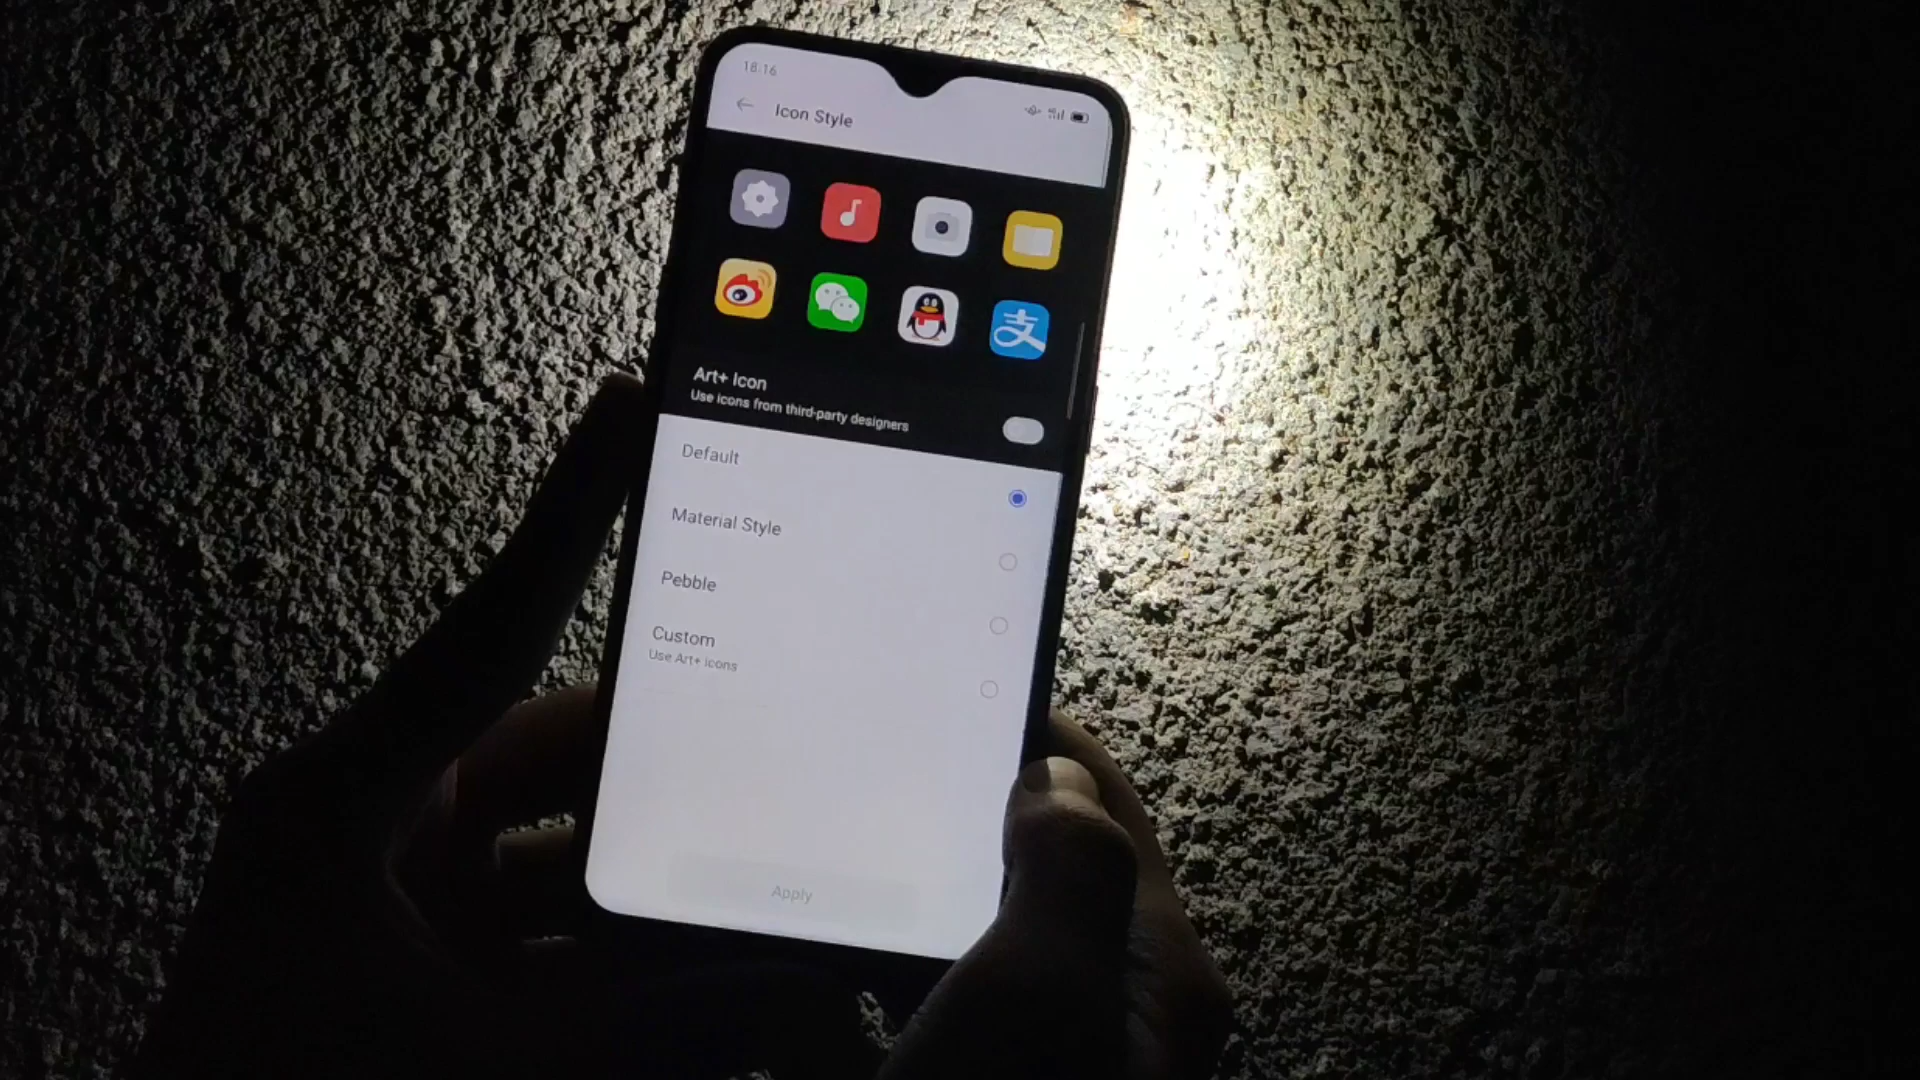 18:16
Icon Style
支
Art+ Icon
Use icons from third-party designers
Default
Material Style
Pebble
Custom
Use Art+ icons
Apply